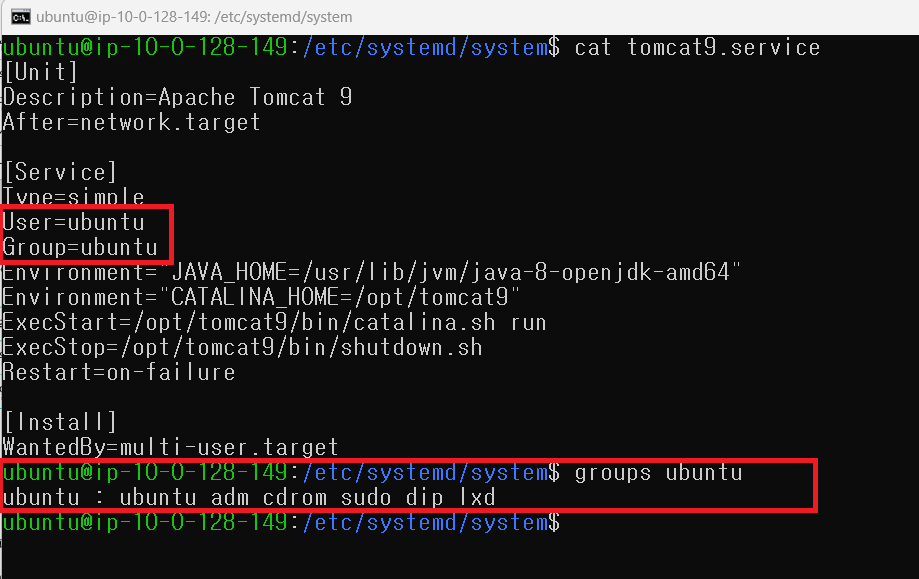 ubuntu@ip-10-0-128-149: /etc/systemd/system
ubuntu@ip-10-0-128-149:/etc/systemd/system$ cat tomcat9.service
[Unit]
Description=Apache Tomcat 9
After=network.target
[Service]
Type=simple
User=ubuntu
Group=ubuntu
Environment="JAVA_HOME=/usr/lib/jvm/java-8-openjdk-amd64"
Environment="CATALINA_HOME=/opt/tomcat9"
ExecStart=/opt/tomcat9/bin/catalina.sh run
ExecStop=/opt/tomcat9/bin/shutdown.sh
Restart=on-failure
[Install]
WantedBy=multi-user.target
ubuntu@ip-10-0-128-149:/etc/systemd/system$ groups ubuntu
ubuntu : ubuntu adm cdrom sudo dip lxd
ubuntu@ip-10-0-128-149:/etc/systemd/system$